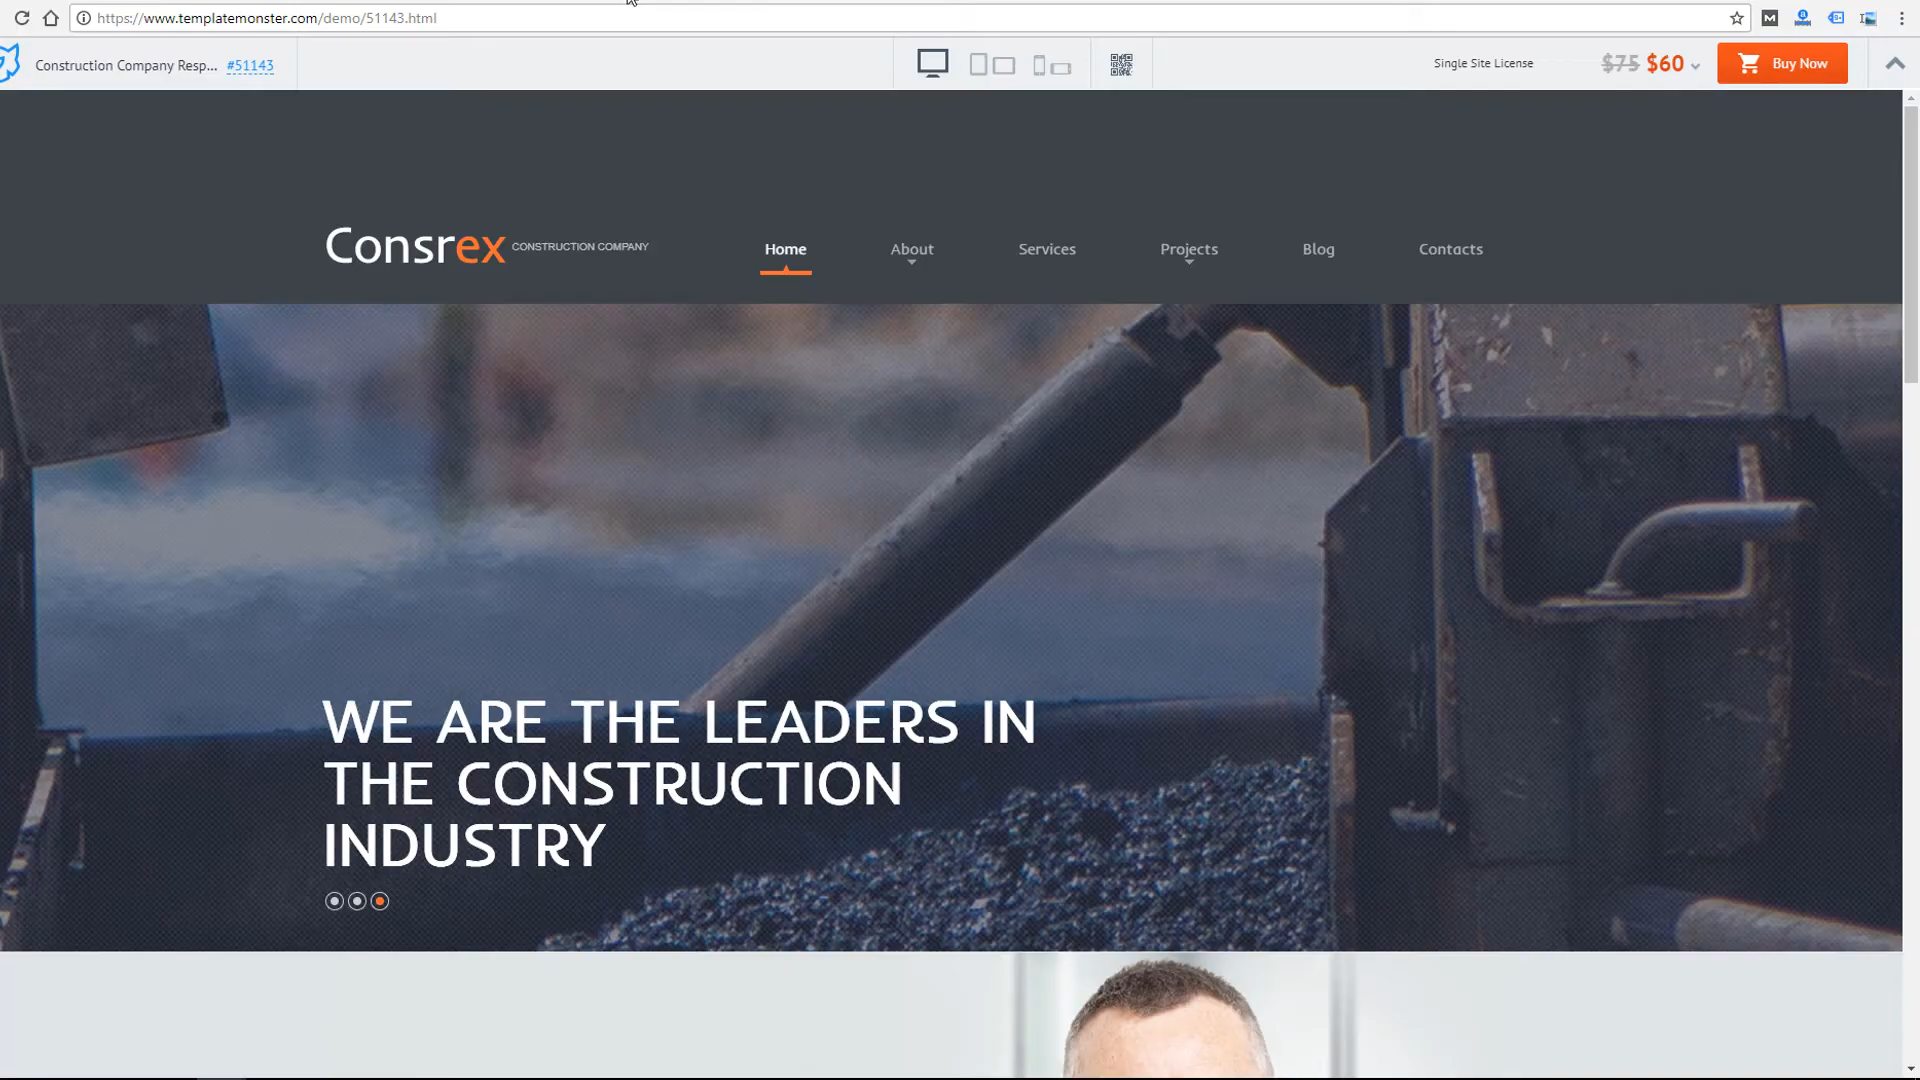 https://www.templatemonster.com/demo/51143.html
Construction Company Resp... #51143
Single Site License
$75 $60
Buy Now
Consrex CONSTRUCTION COMPANY
Home
About
Services
Projects
Blog
Contacts
WE ARE THE LEADERS IN
THE CONSTRUCTION
INDUSTRY